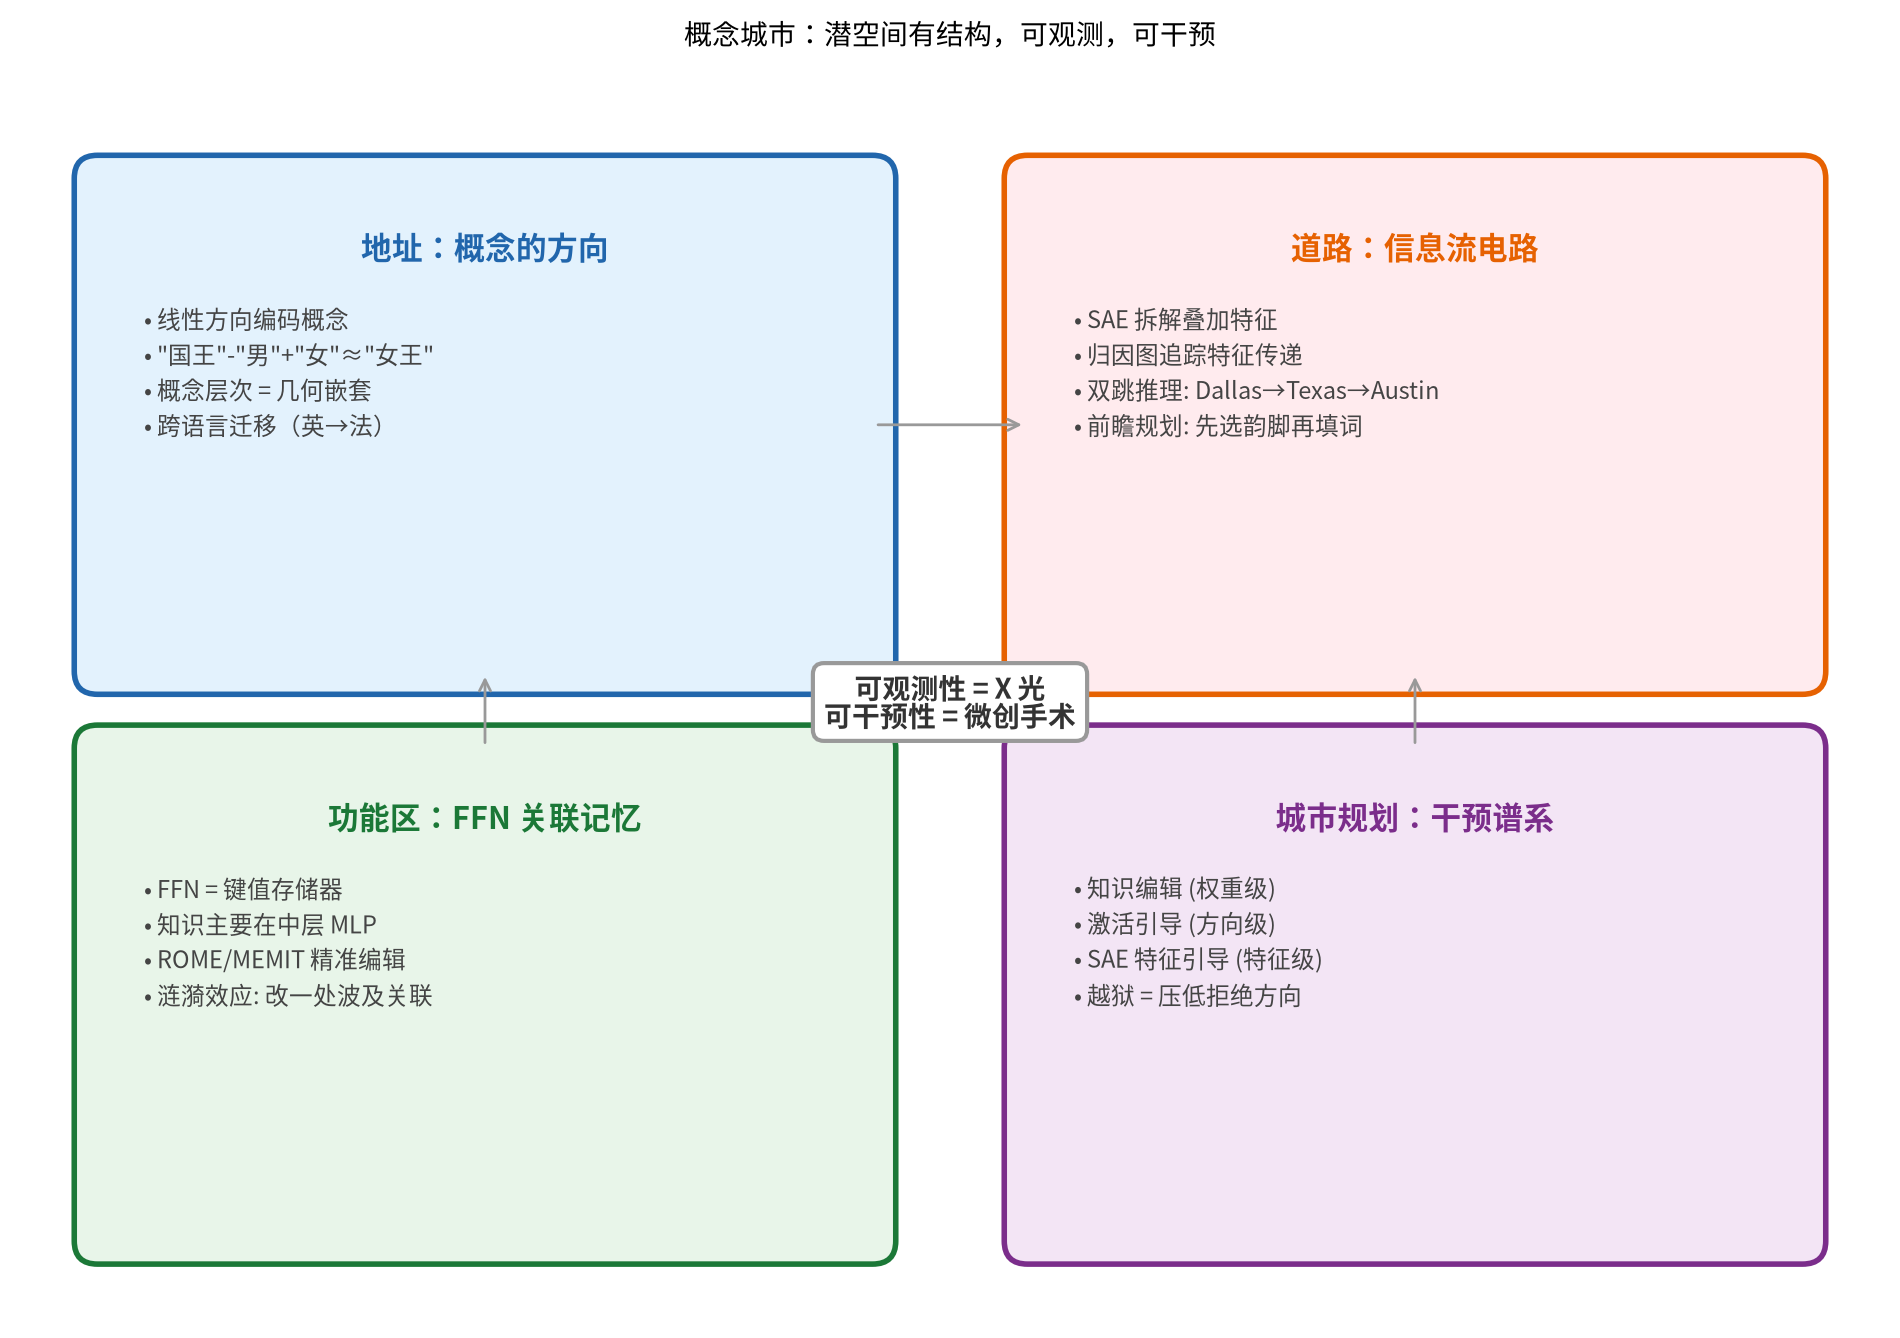 概念城市：潜空间有结构，可观测，可干预
地址：概念的方向
• 线性方向编码概念
• "国王"-"男"+"女"≈"女王"
• 概念层次 = 几何嵌套
• 跨语言迁移（英→法）
道路：信息流电路
• SAE 拆解叠加特征
• 归因图追踪特征传递
• 双跳推理: Dallas→Texas→Austin
• 前瞻规划: 先选韵脚再填词
可观测性 = X 光
可干预性 = 微创手术
功能区：FFN 关联记忆
• FFN = 键值存储器
• 知识主要在中层 MLP
• ROME/MEMIT 精准编辑
• 涟漪效应: 改一处波及关联
城市规划：干预谱系
• 知识编辑 (权重级)
• 激活引导 (方向级)
• SAE 特征引导 (特征级)
• 越狱 = 压低拒绝方向